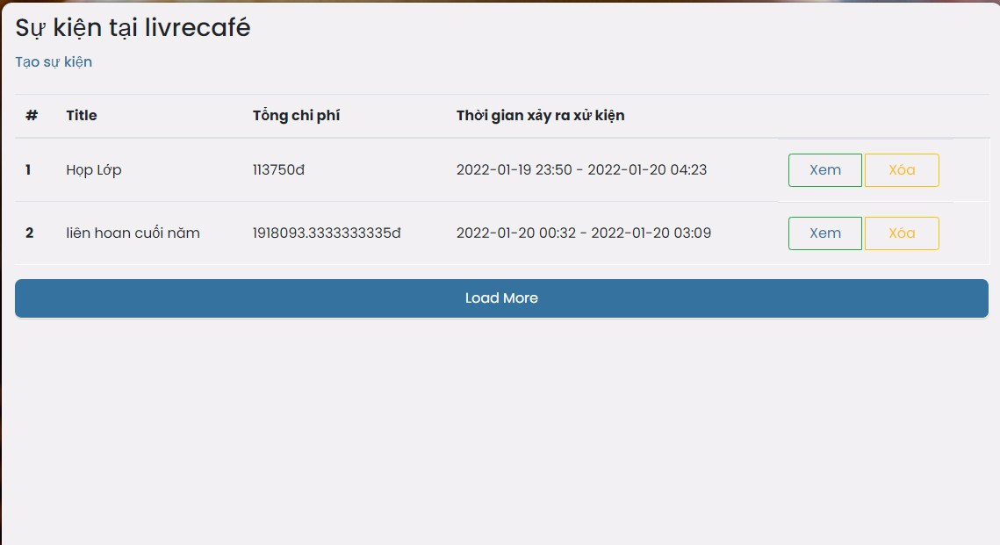 Sự kiện tại livrecafé
Tạo sự kiện
# Title Tổng chi phí Thời gian xảy ra xử kiện
1 Họp Lớp 113750đ 2022-01-19 23:50 - 2022-01-20 04:23 Xem Xóa
2 liên hoan cuối năm 1918093.3333333335đ 2022-01-20 00:32 - 2022-01-20 03:09 Xem Xóa
Load More